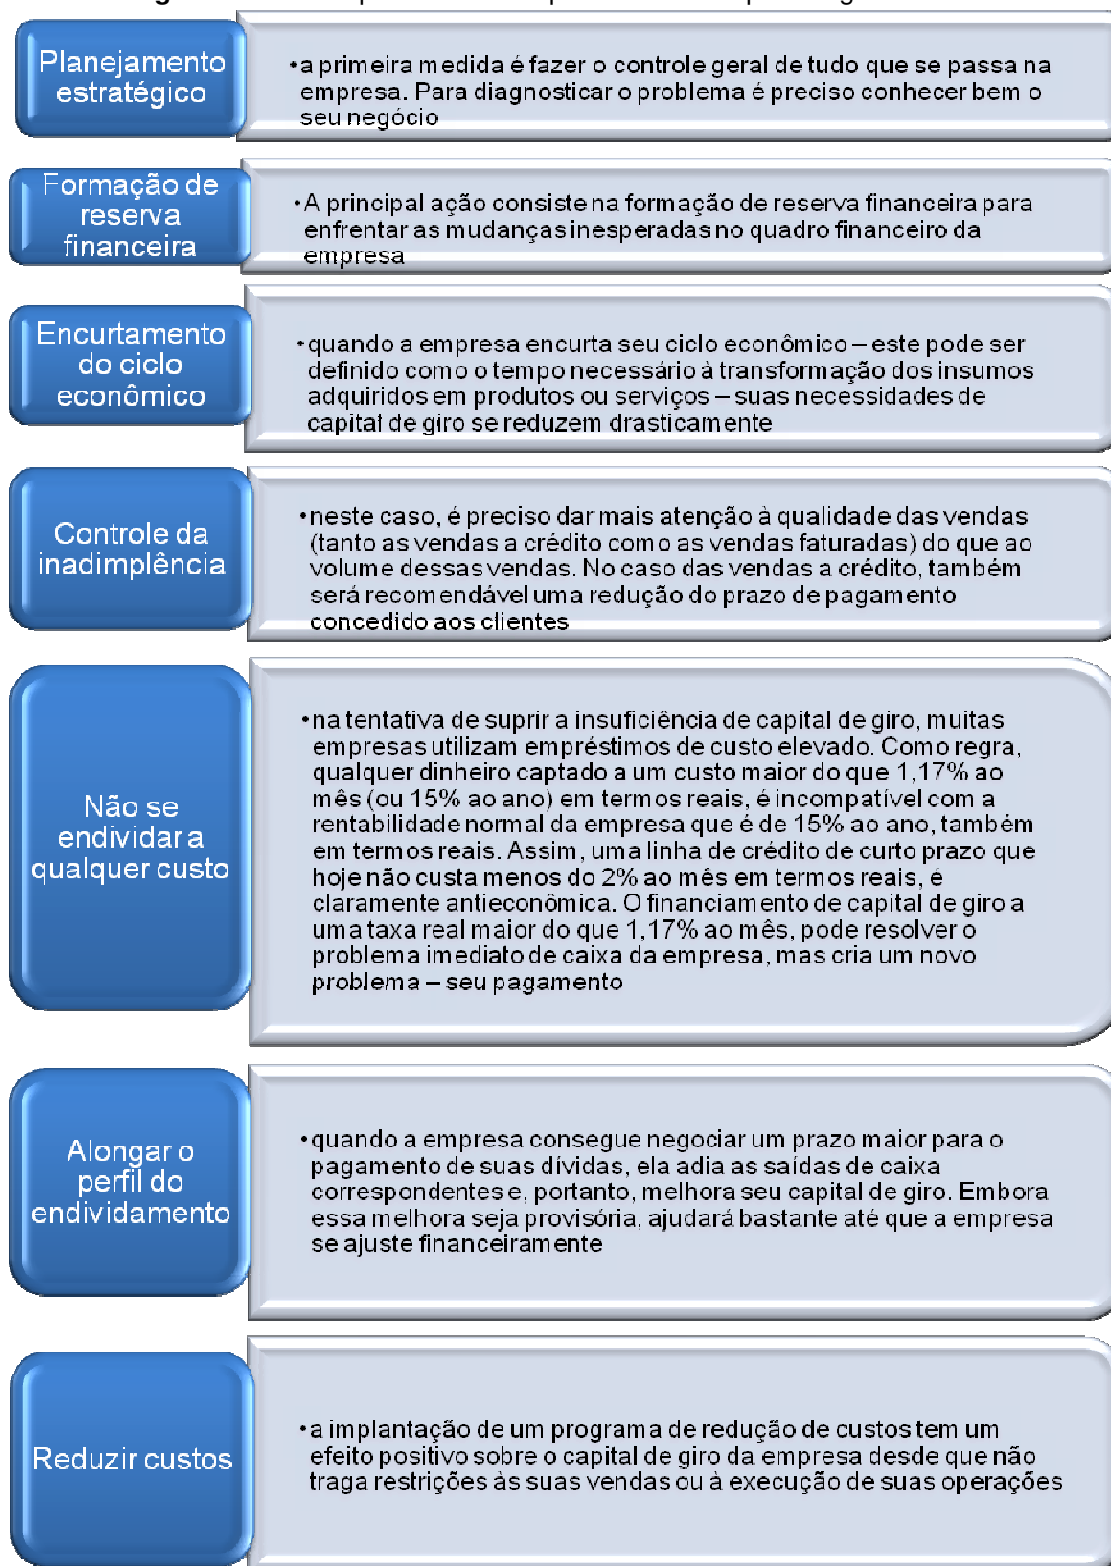 Planejamento
estratégico
•a primeira medida é fazer o controle geral de tudo que se passa na
empresa. Para diagnosticar o problema é preciso conhecer bem o
seu negócio
Formação de
reserva
financeira
•A principal ação consiste na formação de reserva financeira para
enfrentar as mudanças inesperadas no quadro financeiro da
empresa
Encurtamento
do ciclo
econômico
•quando a empresa encurta seu ciclo econômico – este pode ser
definido como o tempo necessário à transformação dos insumos
adquiridos em produtos ou serviços – suas necessidades de
capital de giro se reduzem drasticamente
Controle da
inadimplência
•neste caso, é preciso dar mais atenção à qualidade das vendas
(tanto as vendas a crédito como as vendas faturadas) do que ao
volume dessas vendas. No caso das vendas a crédito, também
será recomendável uma redução do prazo de pagamento
concedido aos clientes
Não se
endividar a
qualquer custo
•na tentativa de suprir a insuficiência de capital de giro, muitas
empresas utilizam empréstimos de custo elevado. Como regra,
qualquer dinheiro captado a um custo maior do que 1,17% ao
mês (ou 15% ao ano) em termos reais, é incompatível com a
rentabilidade normal da empresa que é de 15% ao ano, também
em termos reais. Assim, uma linha de crédito de curto prazo que
hoje não custa menos do 2% ao mês em termos reais, é
claramente antieconômica. O financiamento de capital de giro a
uma taxa real maior do que 1,17% ao mês, pode resolver o
problema imediato de caixa da empresa, mas cria um novo
problema – seu pagamento
Alongar o
perfil do
endividamento
•quando a empresa consegue negociar um prazo maior para o
pagamento de suas dívidas, ela adia as saídas de caixa
correspondentes e, portanto, melhora seu capital de giro. Embora
essa melhora seja provisória, ajudará bastante até que a empresa
se ajuste financeiramente
Reduzir custos
•a implantação de um programa de redução de custos tem um
efeito positivo sobre o capital de giro da empresa desde que não
traga restrições às suas vendas ou à execução de suas operações